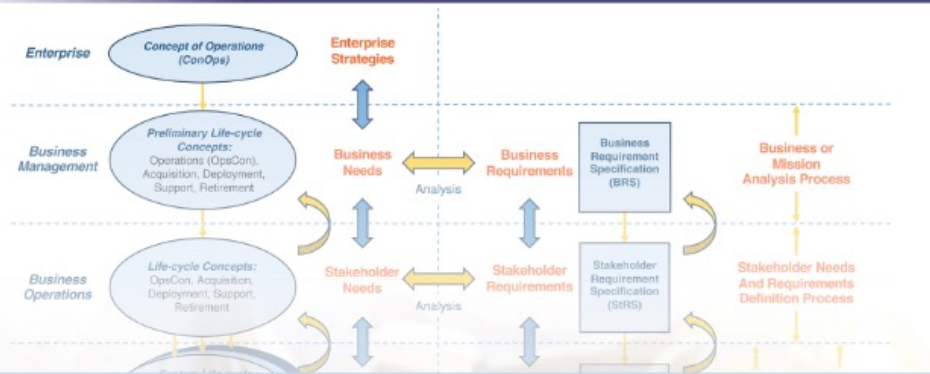 Enterprise
Concept of Operations
(ConOps)
Enterprise
Strategies
Business
Management
Preliminary Life-cycle
Concepts:
Operations (OpsCon),
Acquisition, Deployment,
Support, Retirement
Business
Needs
Analysis
Business
Requirements
Business
Requirement
Specification
(BRS)
Business or
Mission
Analysis Process
Business
Operations
Life-cycle Concepts:
OpsCon, Acquisition,
Deployment, Support,
Retirement
Stakeholder
Needs
Analysis
Stakeholder
Requirements
Stakeholder
Requirement
Specification
(StRS)
Stakeholder Needs
And Requirements
Definition Process